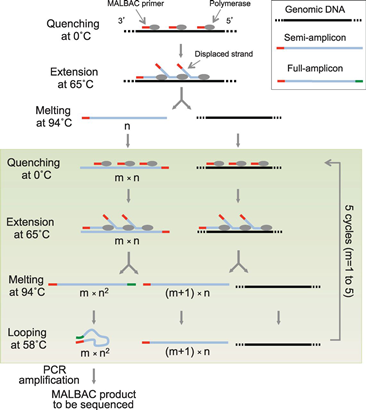 MALBAC primer
Polymerase
Genomic DNA
Quenching
at 0˚C
3’
5’
Semi-amplicon
Displaced strand
Full-amplicon
Extension
at 65˚C
Melting
at 94˚C
n
Quenching
at 0˚C
m × n
Extension
at 65˚C
m × n
5 cycles (m=1 to 5)
Melting
at 94˚C
m × n²
(m+1) × n
Looping
at 58˚C
m × n²
(m+1) × n
PCR
amplification
MALBAC product
to be sequenced